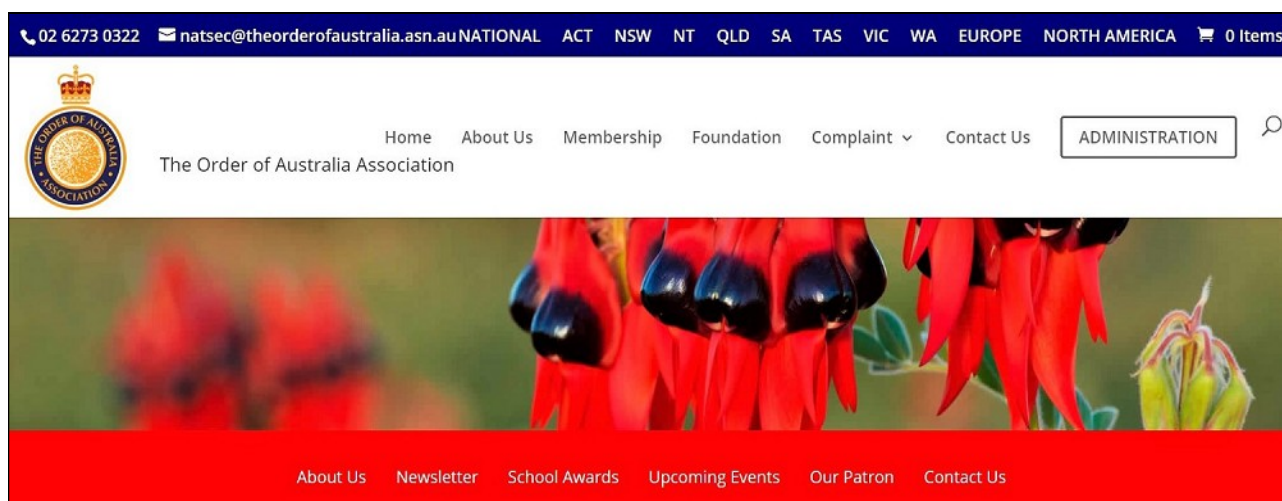 02 6273 0322 natsec@theorderofaustralia.asn.au NATIONAL ACT NSW NT QLD SA TAS VIC WA EUROPE NORTH AMERICA 0 Items
THE ORDER OF AUSTRALIA
ASSOCIATION
Home About Us Membership Foundation Complaint Contact Us ADMINISTRATION
The Order of Australia Association
About Us Newsletter School Awards Upcoming Events Our Patron Contact Us